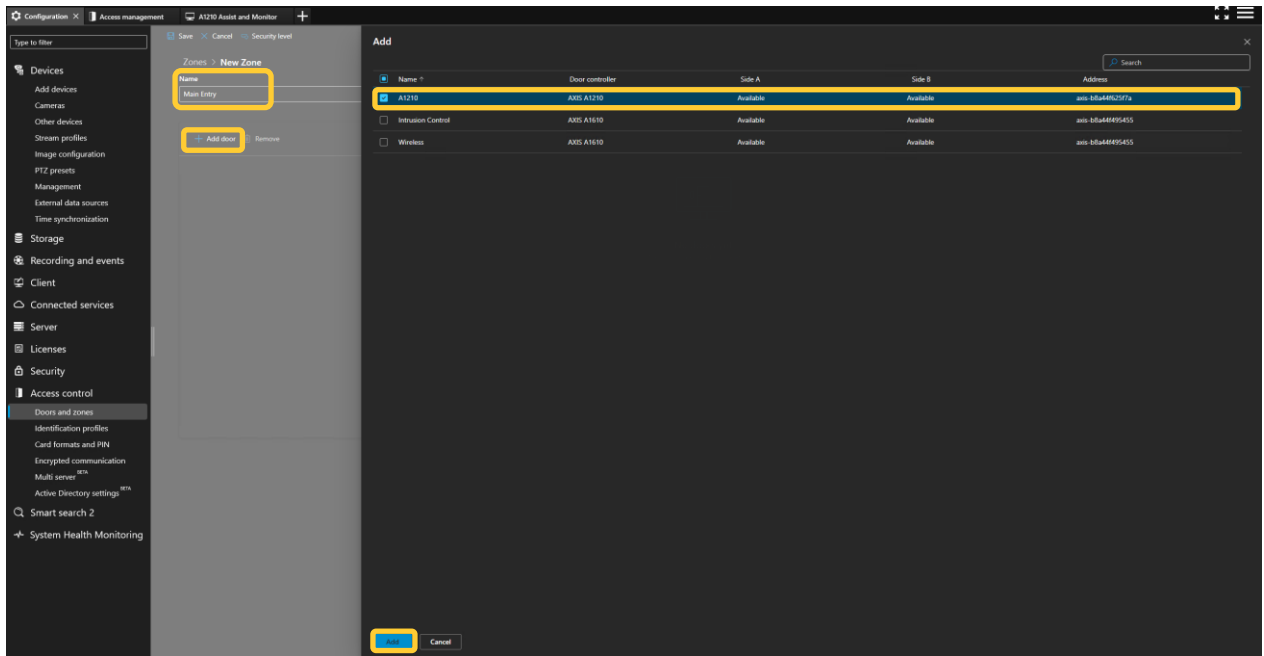 Configuration × Access management A1210 Assist and Monitor +
Type to filter
Devices
Add devices
Cameras
Other devices
Stream profiles
Image configuration
PTZ presets
Management
External data sources
Time synchronization
Storage
Recording and events
Client
Connected services
Server
Licenses
Security
Access control
Doors and zones
Identification profiles
Card formats and PIN
Encrypted communication
Multi server BETA
Active Directory settings BETA
Smart search 2
System Health Monitoring
Save × Cancel Security level
Zones > New Zone
Name
Main Entry
+ Add door Remove
Add ×
Search
Name ↑ Door controller Side A Side B Address
A1210 AXIS A1210 Available Available axis-b8a44f625f7a
Intrusion Control AXIS A1610 Available Available axis-b8a44f495455
Wireless AXIS A1610 Available Available axis-b8a44f495455
Add Cancel